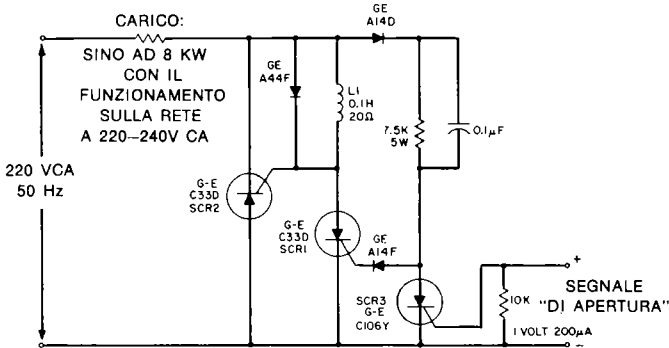 CARICO:
SINO AD 8 KW
CON IL
FUNZIONAMENTO
SULLA RETE
A 220–240V CA
220 VCA
50 Hz
GE
A14D
GE
A44F
L1
0.1H
20Ω
7.5K
5W
0.1µF
G-E
C33D
SCR2
G-E
C33D
SCR1
GE
A14F
SCR3
G-E
C106Y
10K
1 VOLT 200µA
+
SEGNALE
"DI APERTURA"
–